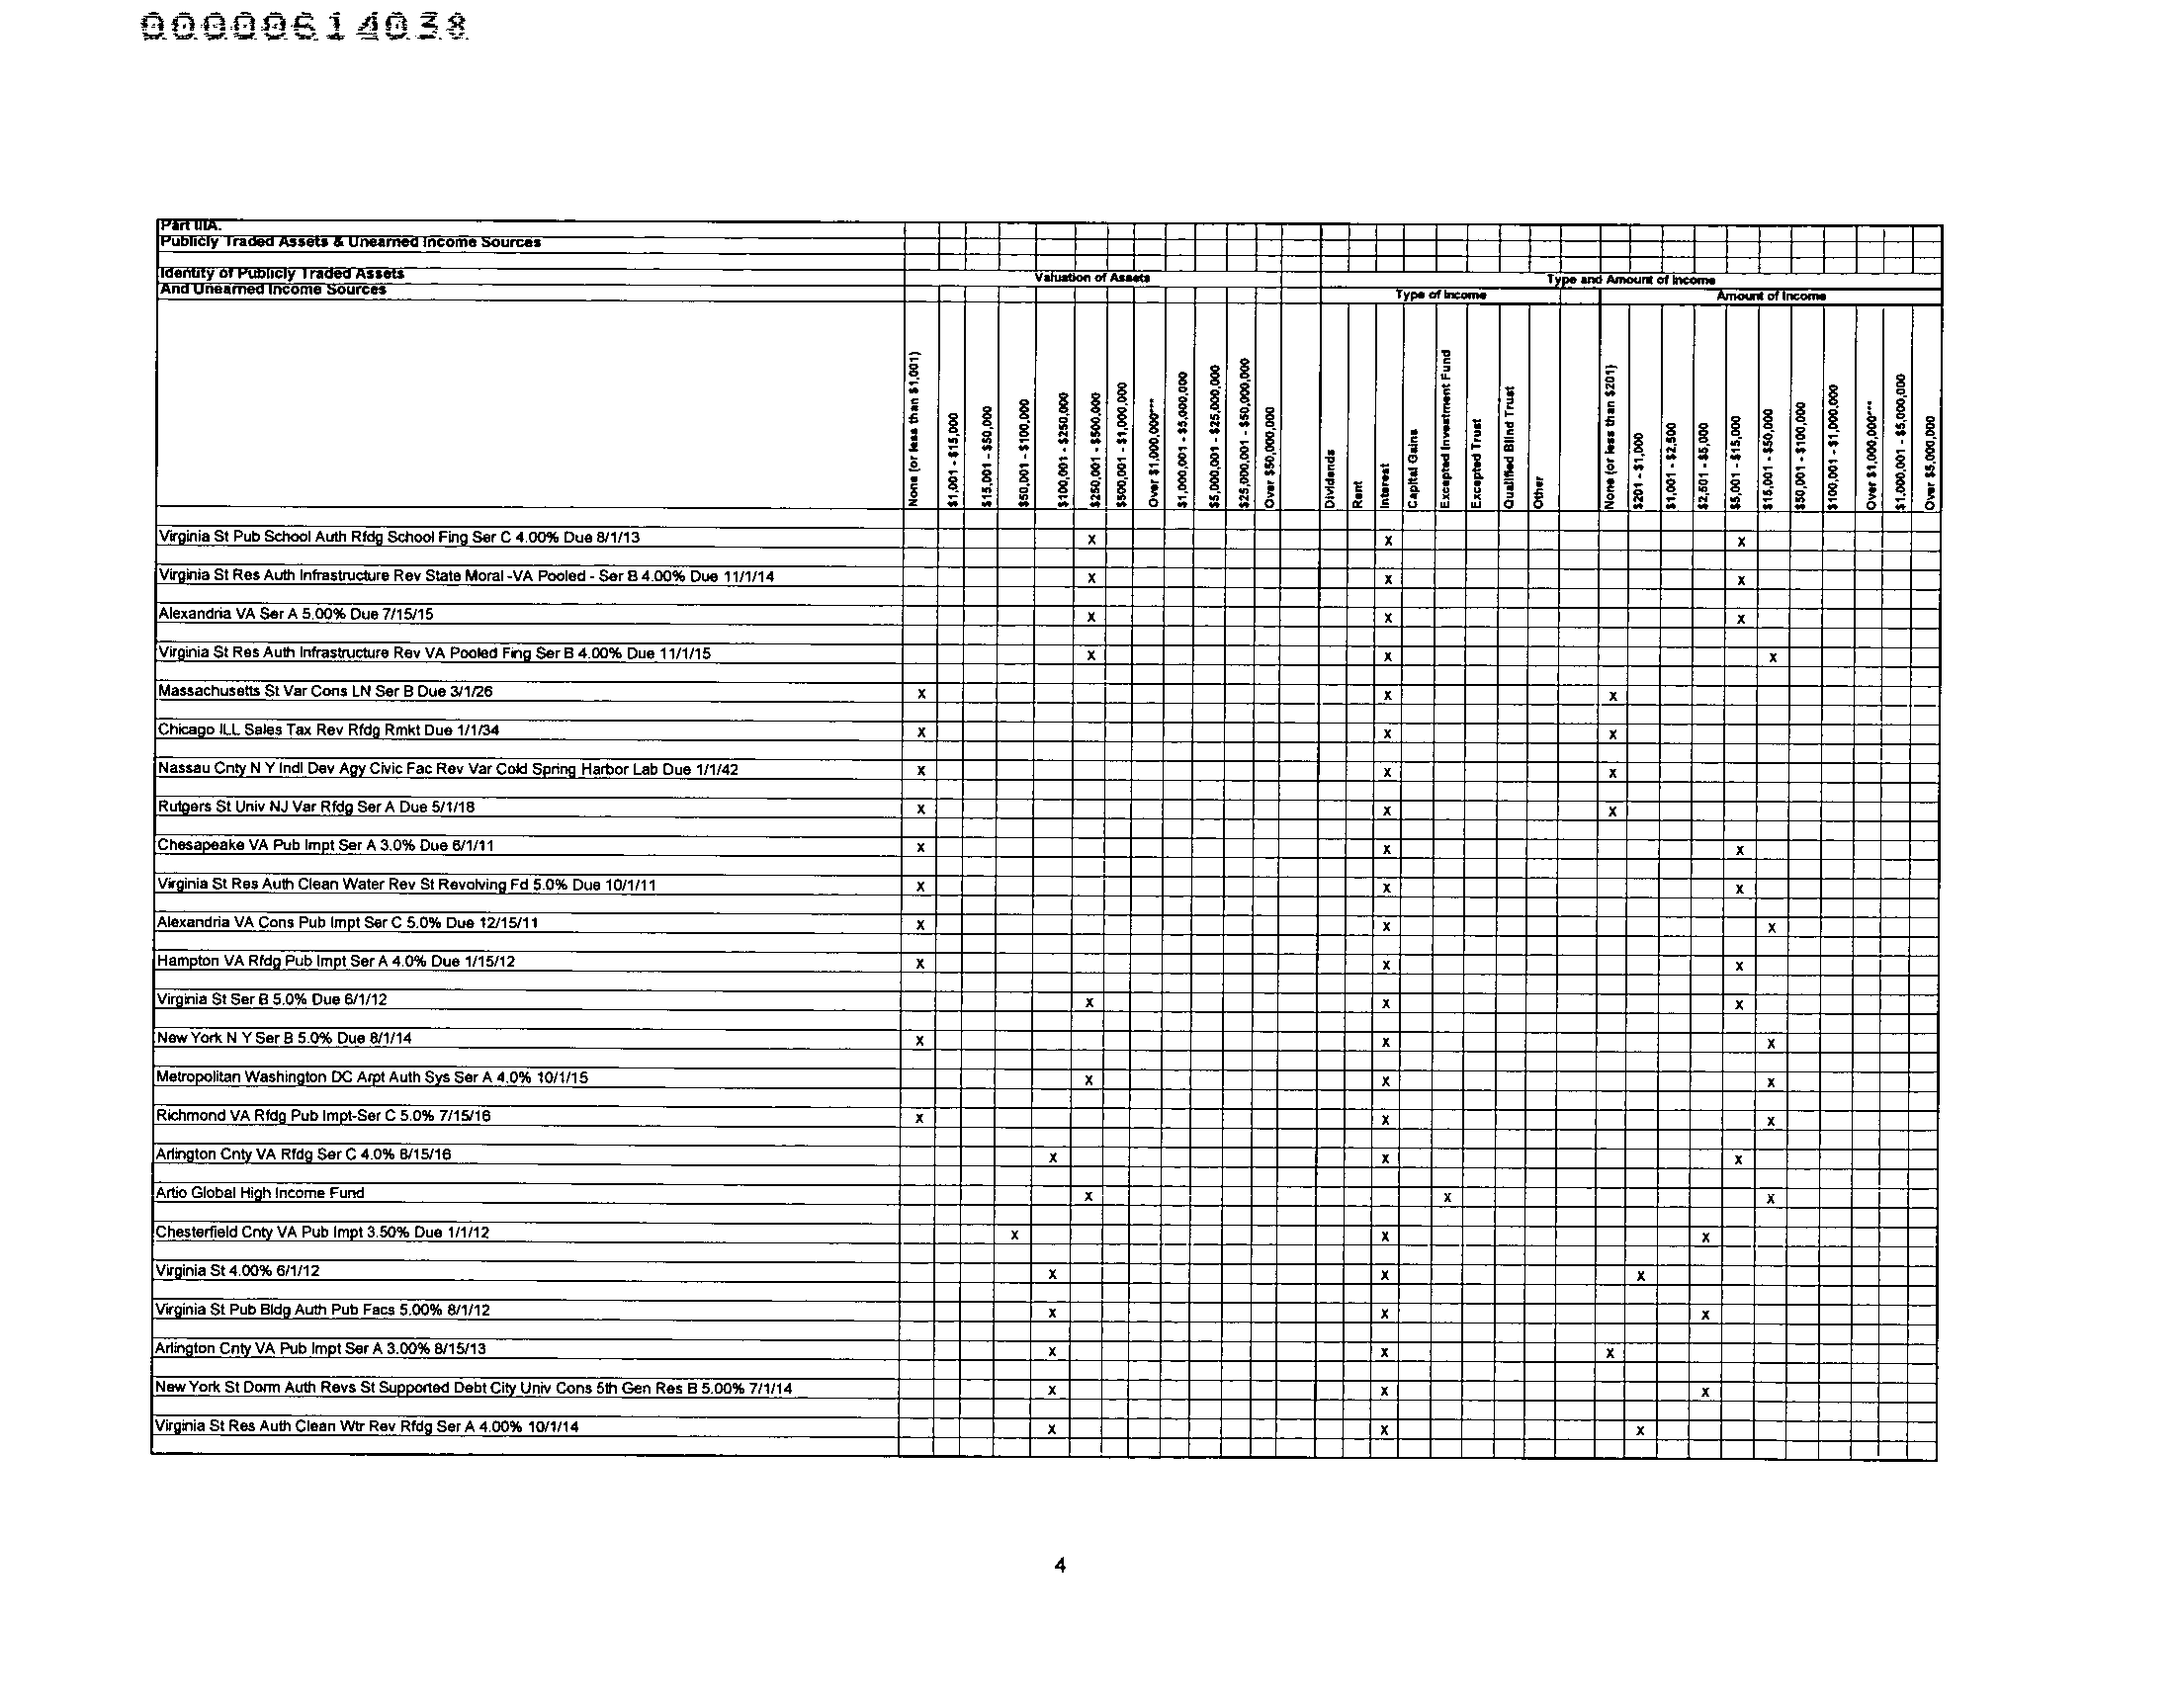 00000614038
Part IIIA.
Publicly Traded Assets & Unearned Income Sources
Identity of Publicly Traded Assets
And Unearned Income Sources
Valuation of Assets
Type and Amount of Income
Type of Income
Amount of Income
None (or less than $1,001)
$1,001 - $15,000
$15,001 - $50,000
$50,001 - $100,000
$100,001 - $250,000
$250,001 - $500,000
$500,001 - $1,000,000
Over $1,000,000***
$1,000,001 - $5,000,000
$5,000,001 - $25,000,000
$25,000,001 - $50,000,000
Over $50,000,000
Dividends
Rent
Interest
Capital Gains
Excepted Investment Fund
Excepted Trust
Qualified Blind Trust
Other
None (or less than $201)
$201 - $1,000
$1,001 - $2,500
$2,501 - $5,000
$5,001 - $15,000
$15,001 - $50,000
$50,001 - $100,000
$100,001 - $1,000,000
Over $1,000,000***
$1,000,001 - $5,000,000
Over $5,000,000
Virginia St Pub School Auth Rfdg School Fing Ser C 4.00% Due 8/1/13 X X X
Virginia St Res Auth Infrastructure Rev State Moral -VA Pooled - Ser B 4.00% Due 11/1/14 X X X
Alexandria VA Ser A 5.00% Due 7/15/15 X X X
Virginia St Res Auth Infrastructure Rev VA Pooled Fing Ser B 4.00% Due 11/1/15 X X X
Massachusetts St Var Cons LN Ser B Due 3/1/26 X X X
Chicago ILL Sales Tax Rev Rfdg Rmkt Due 1/1/34 X X X
Nassau Cnty N Y Indl Dev Agy Civic Fac Rev Var Cold Spring Harbor Lab Due 1/1/42 X X X
Rutgers St Univ NJ Var Rfdg Ser A Due 5/1/18 X X X
Chesapeake VA Pub Impt Ser A 3.0% Due 6/1/11 X X X
Virginia St Res Auth Clean Water Rev St Revolving Fd 5.0% Due 10/1/11 X X X
Alexandria VA Cons Pub Impt Ser C 5.0% Due 12/15/11 X X X
Hampton VA Rfdg Pub Impt Ser A 4.0% Due 1/15/12 X X X
Virginia St Ser B 5.0% Due 6/1/12 X X X
New York N Y Ser B 5.0% Due 8/1/14 X X X
Metropolitan Washington DC Arpt Auth Sys Ser A 4.0% 10/1/15 X X X
Richmond VA Rfdg Pub Impt-Ser C 5.0% 7/15/16 X X X
Arlington Cnty VA Rfdg Ser C 4.0% 8/15/16 X X X
Artio Global High Income Fund X X X
Chesterfield Cnty VA Pub Impt 3.50% Due 1/1/12 X X X
Virginia St 4.00% 6/1/12 X X X
Virginia St Pub Bldg Auth Pub Facs 5.00% 8/1/12 X X X
Arlington Cnty VA Pub Impt Ser A 3.00% 8/15/13 X X X
New York St Dorm Auth Revs St Supported Debt City Univ Cons 5th Gen Res B 5.00% 7/1/14 X X X
Virginia St Res Auth Clean Wtr Rev Rfdg Ser A 4.00% 10/1/14 X X X
4